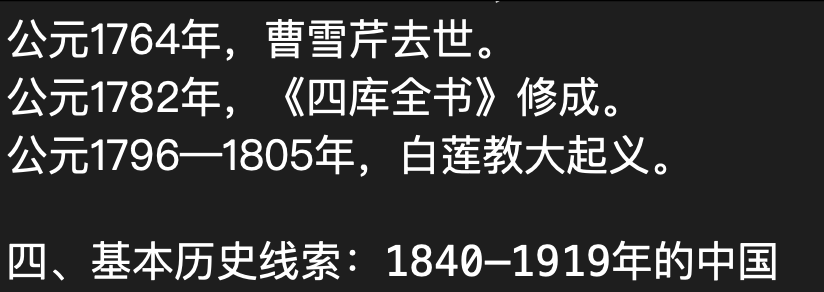 公元1764年，曹雪芹去世。
公元1782年，《四库全书》修成。
公元1796—1805年，白莲教大起义。
四、基本历史线索：1840—1919年的中国